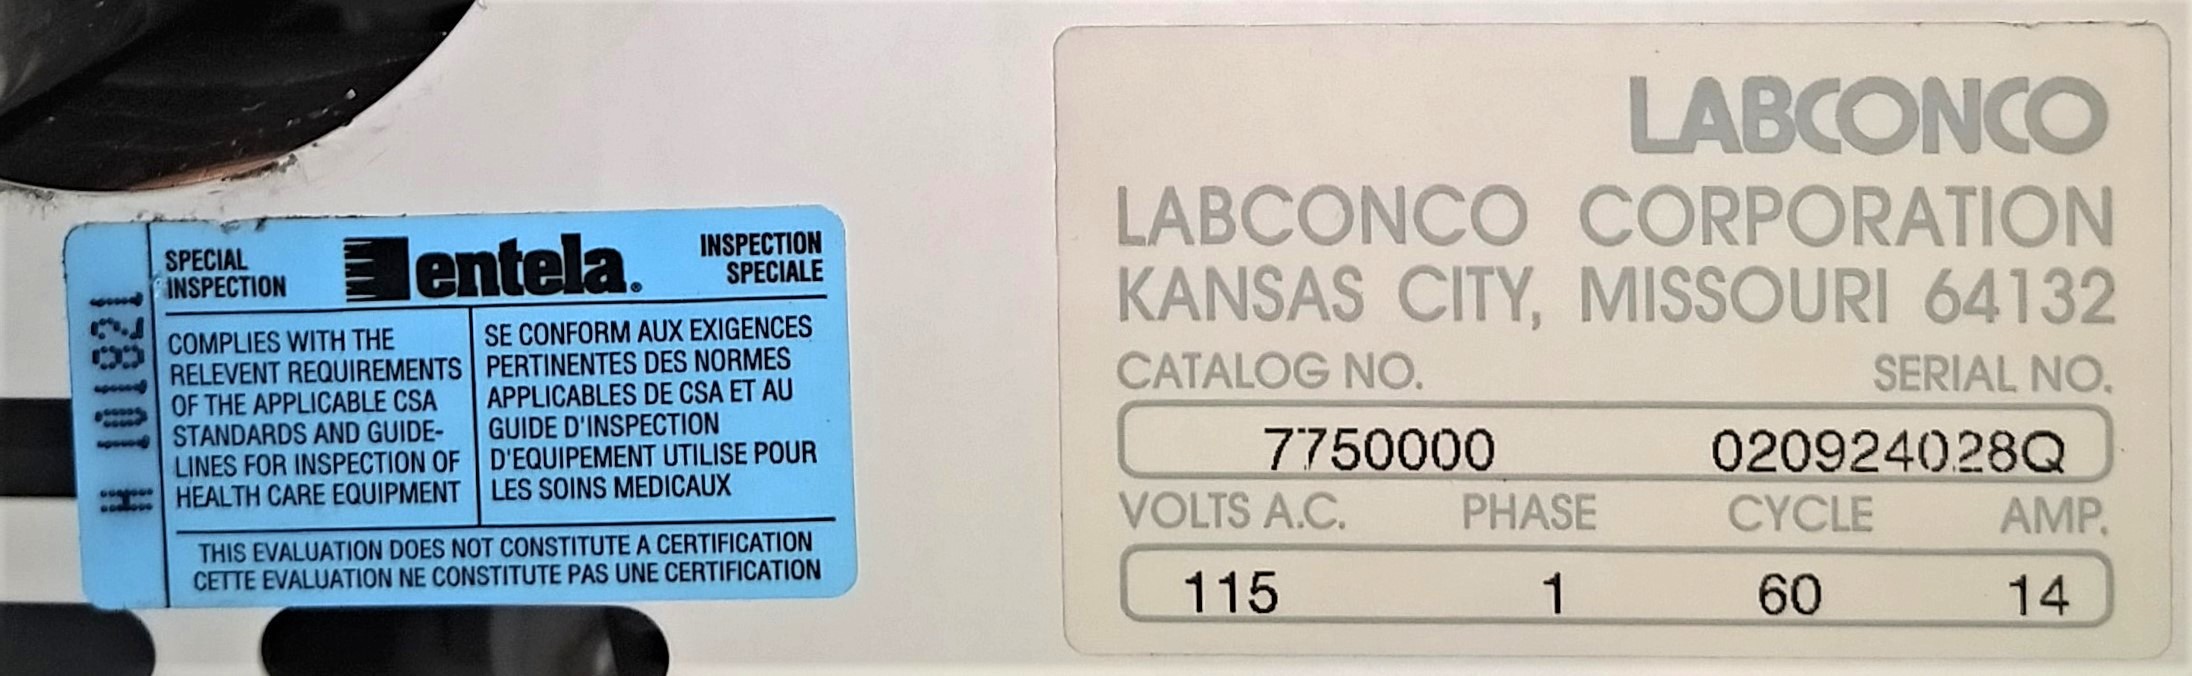 SPECIAL
INSPECTION
entela®
INSPECTION
SPECIALE
COMPLIES WITH THE
RELEVENT REQUIREMENTS
OF THE APPLICABLE CSA
STANDARDS AND GUIDE-
LINES FOR INSPECTION OF
HEALTH CARE EQUIPMENT
SE CONFORM AUX EXIGENCES
PERTINENTES DES NORMES
APPLICABLES DE CSA ET AU
GUIDE D'INSPECTION
D'EQUIPEMENT UTILISE POUR
LES SOINS MEDICAUX
THIS EVALUATION DOES NOT CONSTITUTE A CERTIFICATION
CETTE EVALUATION NE CONSTITUTE PAS UNE CERTIFICATION
LABCONCO
LABCONCO CORPORATION
KANSAS CITY, MISSOURI 64132
CATALOG NO. SERIAL NO.
7750000 020924028Q
VOLTS A.C. PHASE CYCLE AMP.
115 1 60 14